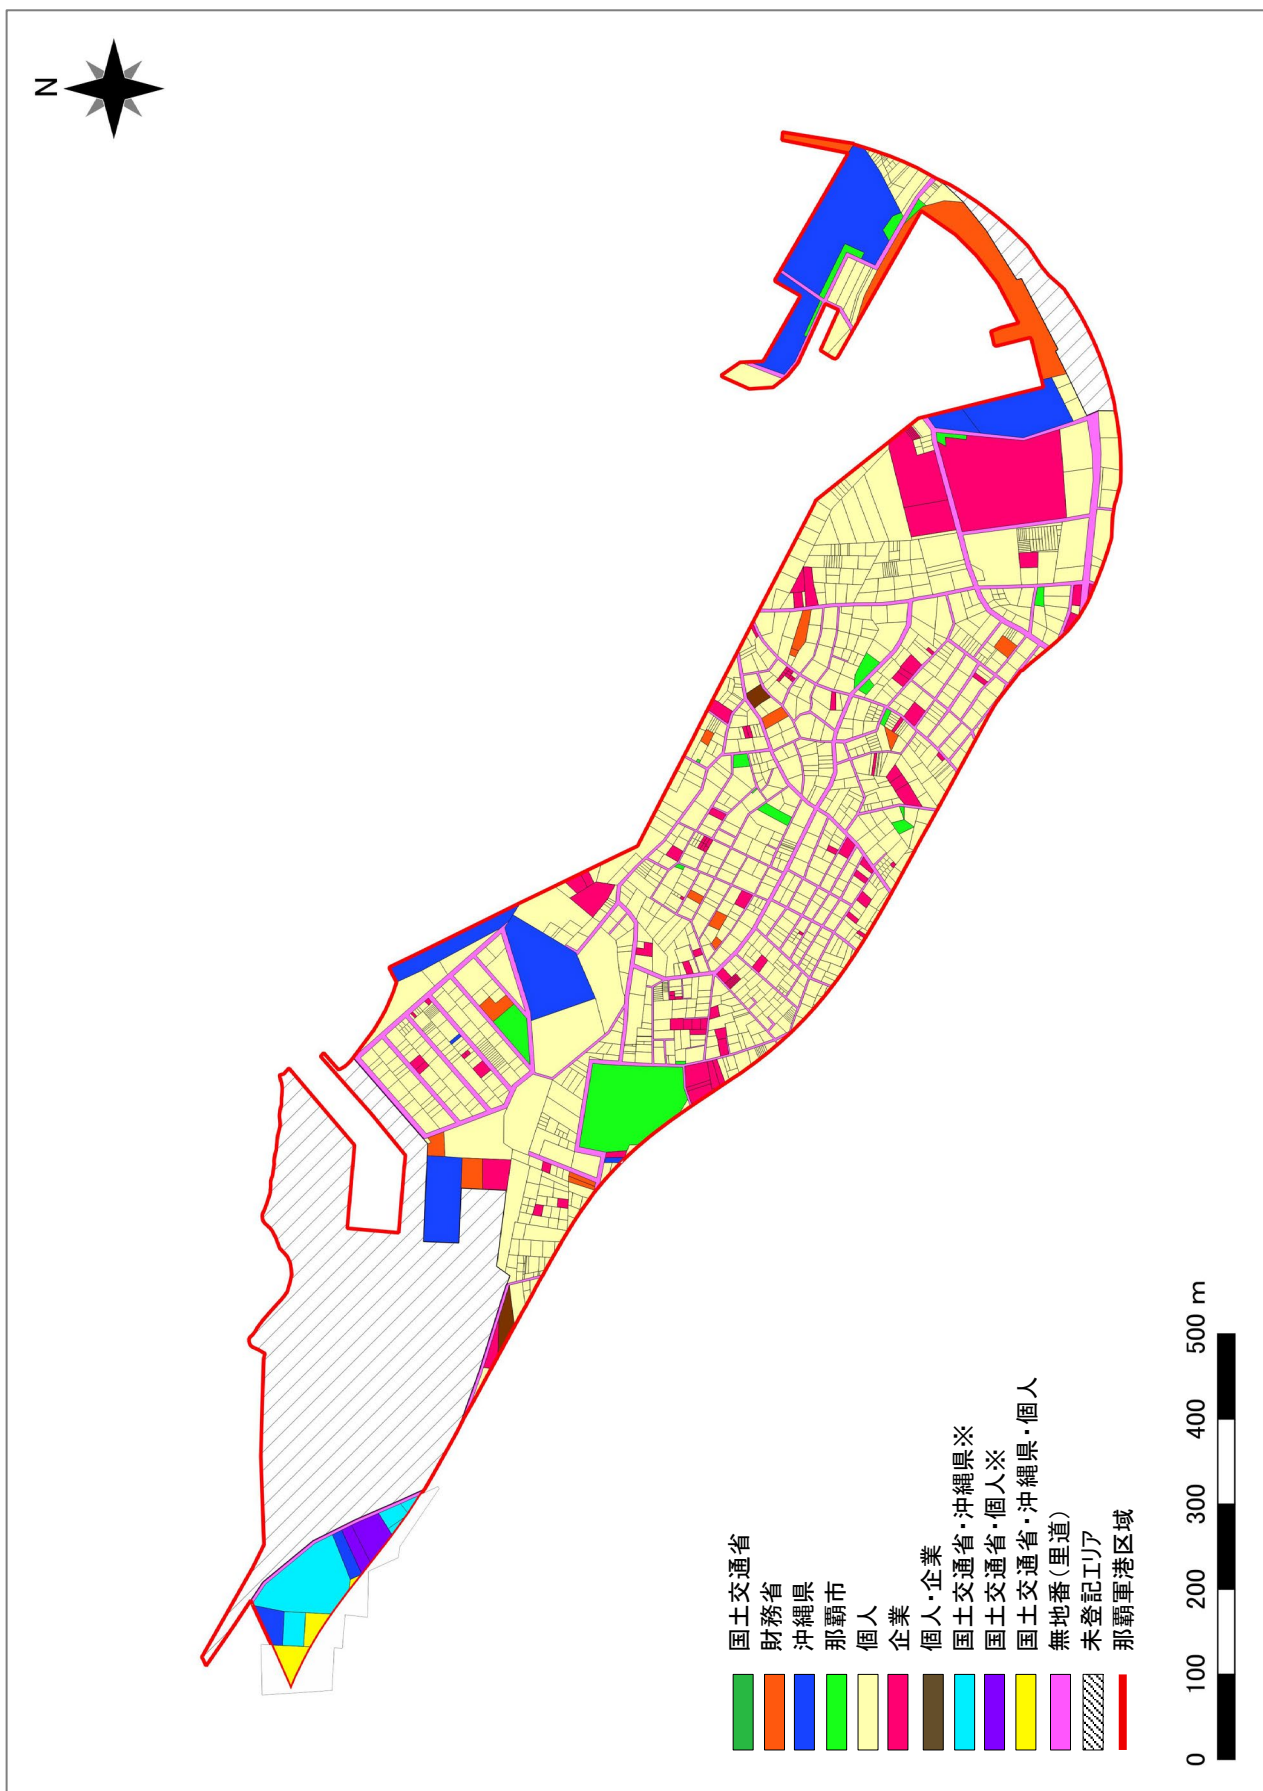 N
国土交通省
財務省
沖縄県
那覇市
個人
企業
個人・企業
国土交通省・沖縄県※
国土交通省・個人※
国土交通省・沖縄県・個人
無地番(里道)
未登記エリア
那覇軍港区域
0 100 200 300 400 500 m